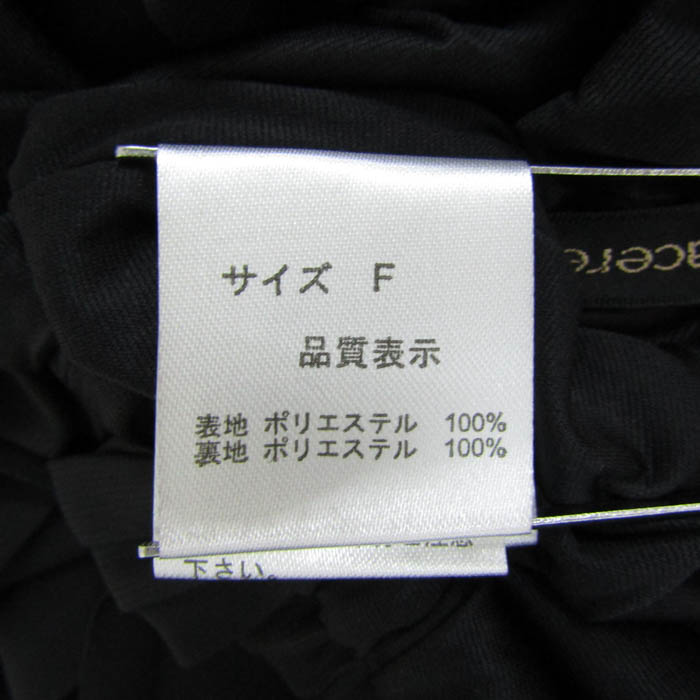 サイズ F
品質表示
表地 ポリエステル 100%
裏地 ポリエステル 100%
下さい。